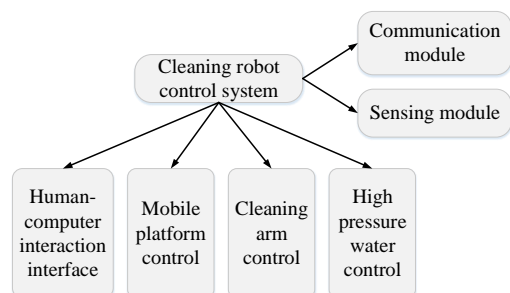 Communication
module
Cleaning robot
control system
Sensing module
Human-
computer
interaction
interface
Mobile
platform
control
Cleaning
arm
control
High
pressure
water
control